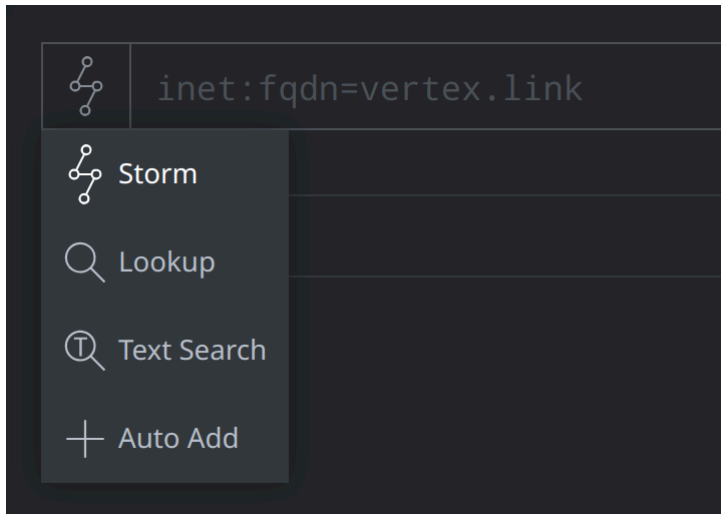 inet:fqdn=vertex.link
Storm
Lookup
Text Search
Auto Add